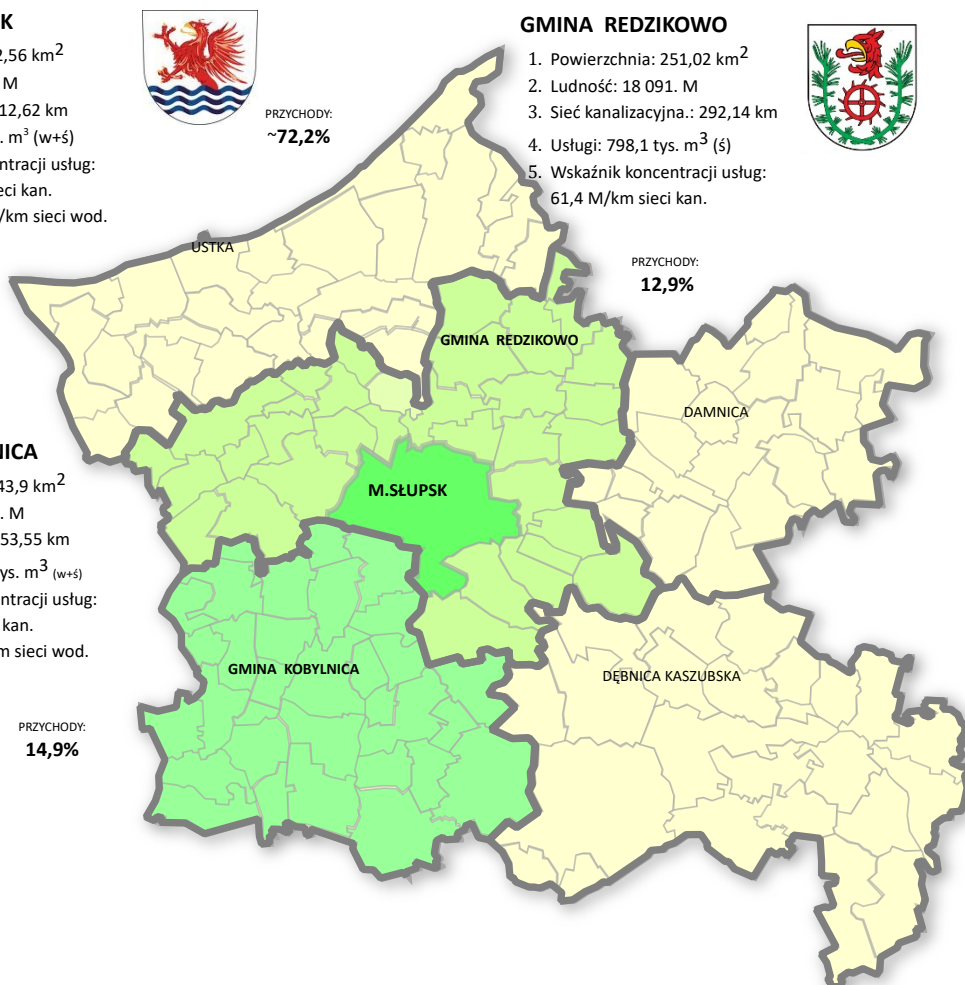 K
2,56 km²
M
12,62 km
. m³ (w+ś)
ntracji usług:
eci kan.
/km sieci wod.
PRZYCHODY:
~72,2%
GMINA REDZIKOWO
1. Powierzchnia: 251,02 km²
2. Ludność: 18 091. M
3. Sieć kanalizacyjna.: 292,14 km
4. Usługi: 798,1 tys. m³ (ś)
5. Wskaźnik koncentracji usług:
61,4 M/km sieci kan.
PRZYCHODY:
12,9%
USTKA
GMINA REDZIKOWO
DAMNICA
M.SŁUPSK
NICA
43,9 km²
. M
53,55 km
ys. m³ (w+ś)
ntracji usług:
kan.
m sieci wod.
GMINA KOBYLNICA
DĘBNICA KASZUBSKA
PRZYCHODY:
14,9%